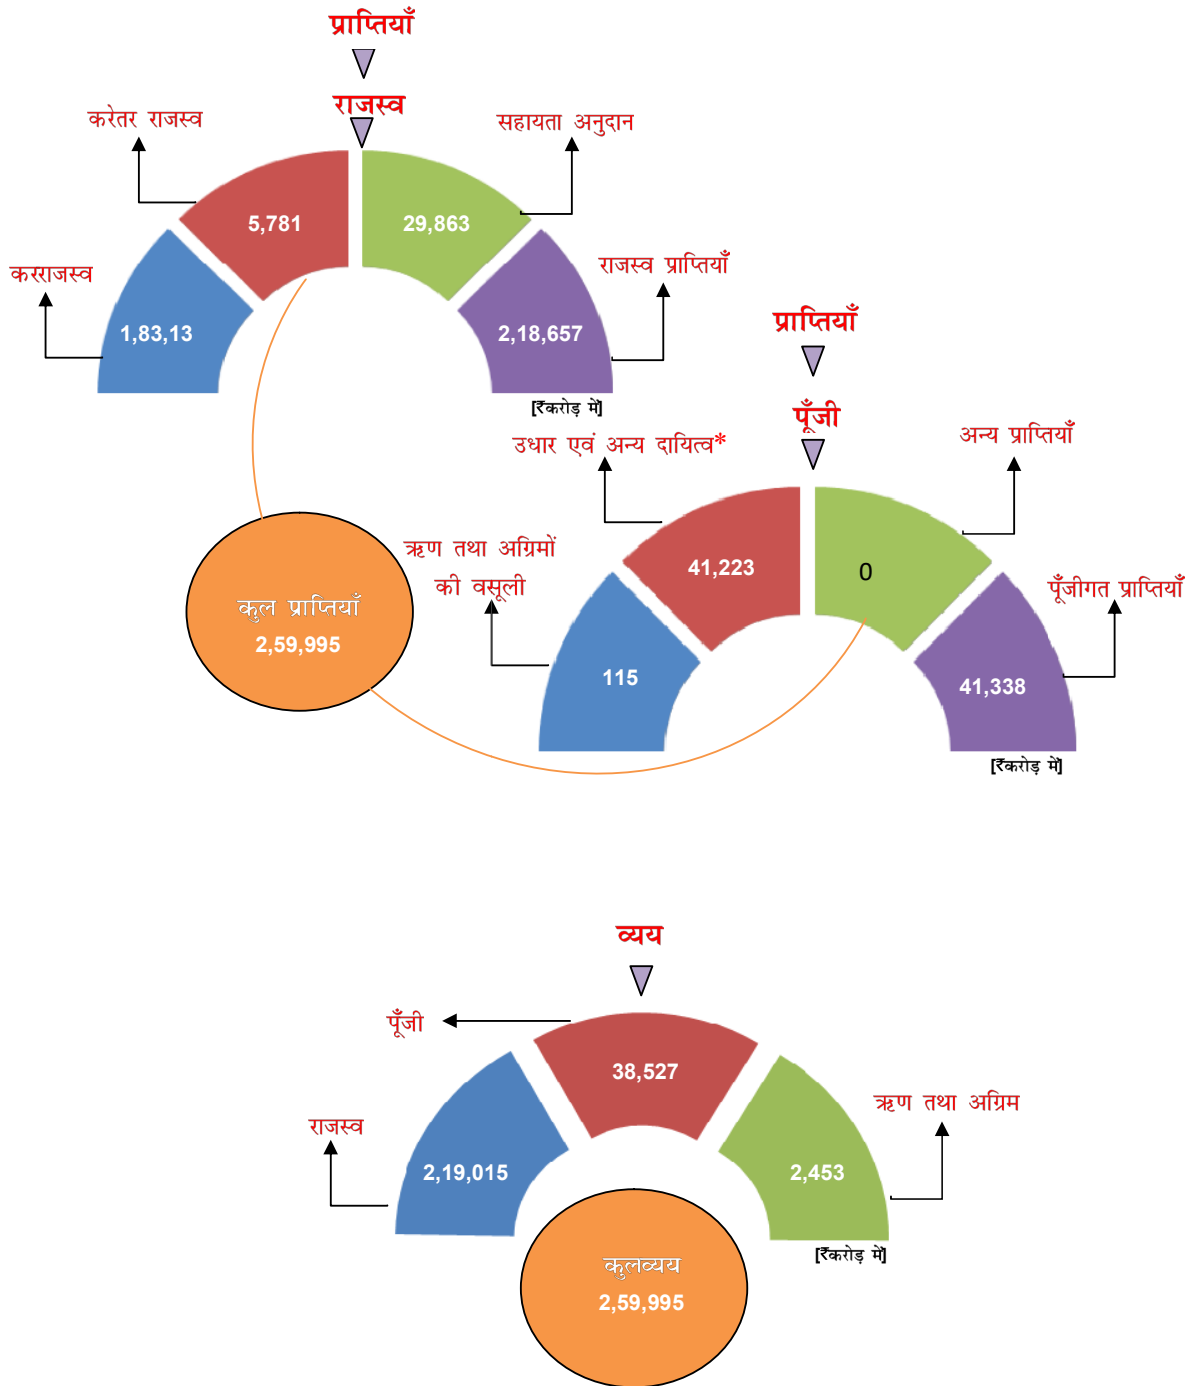 प्राप्तियाँ
राजस्व
करेतर राजस्व
सहायता अनुदान
5,781
29,863
करराजस्व
राजस्व प्राप्तियाँ
1,83,13
2,18,657
[₹करोड़ में]
प्राप्तियाँ
पूँजी
उधार एवं अन्य दायित्व*
अन्य प्राप्तियाँ
ऋण तथा अग्रिमों
की वसूली
41,223
0
पूँजीगत प्राप्तियाँ
115
41,338
[₹करोड़ में]
कुल प्राप्तियाँ
2,59,995
व्यय
पूँजी
38,527
राजस्व
ऋण तथा अग्रिम
2,19,015
2,453
[₹करोड़ में]
कुलव्यय
2,59,995